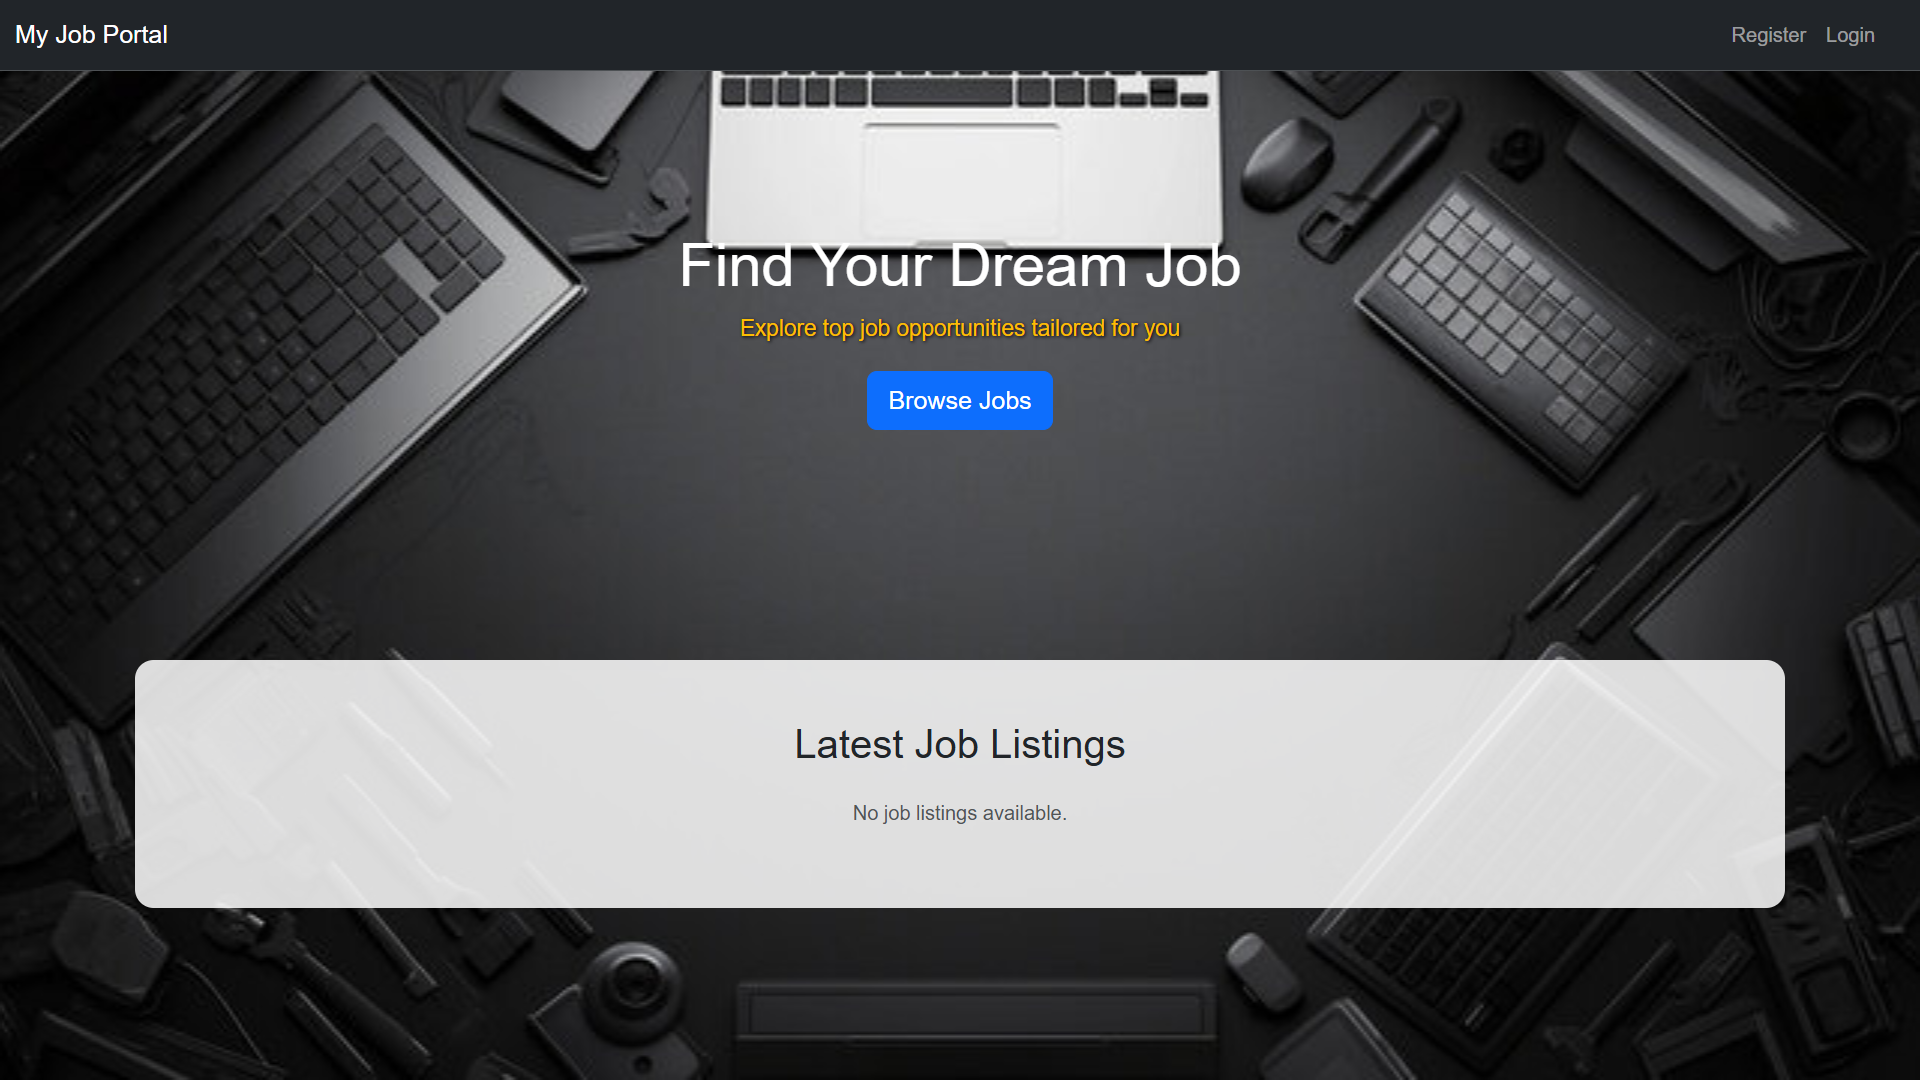 My Job Portal
Register Login
Find Your Dream Job
Explore top job opportunities tailored for you
Browse Jobs
Latest Job Listings
No job listings available.